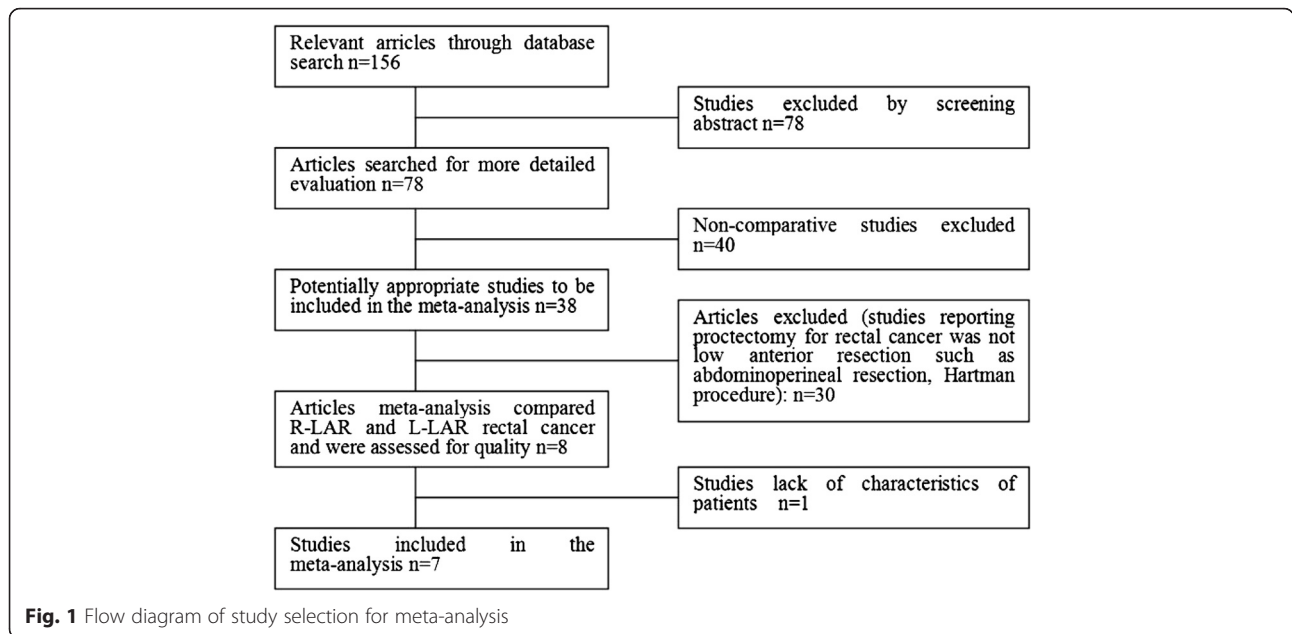 Relevant arricles through database
search n=156
Studies excluded by screening
abstract n=78
Articles searched for more detailed
evaluation n=78
Non-comparative studies excluded
n=40
Potentially appropriate studies to be
included in the meta-analysis n=38
Articles excluded (studies reporting
proctectomy for rectal cancer was not
low anterior resection such as
abdominoperineal resection, Hartman
procedure): n=30
Articles meta-analysis compared
R-LAR and L-LAR rectal cancer
and were assessed for quality n=8
Studies lack of characteristics of
patients n=1
Studies included in the
meta-analysis n=7
Fig. 1 Flow diagram of study selection for meta-analysis